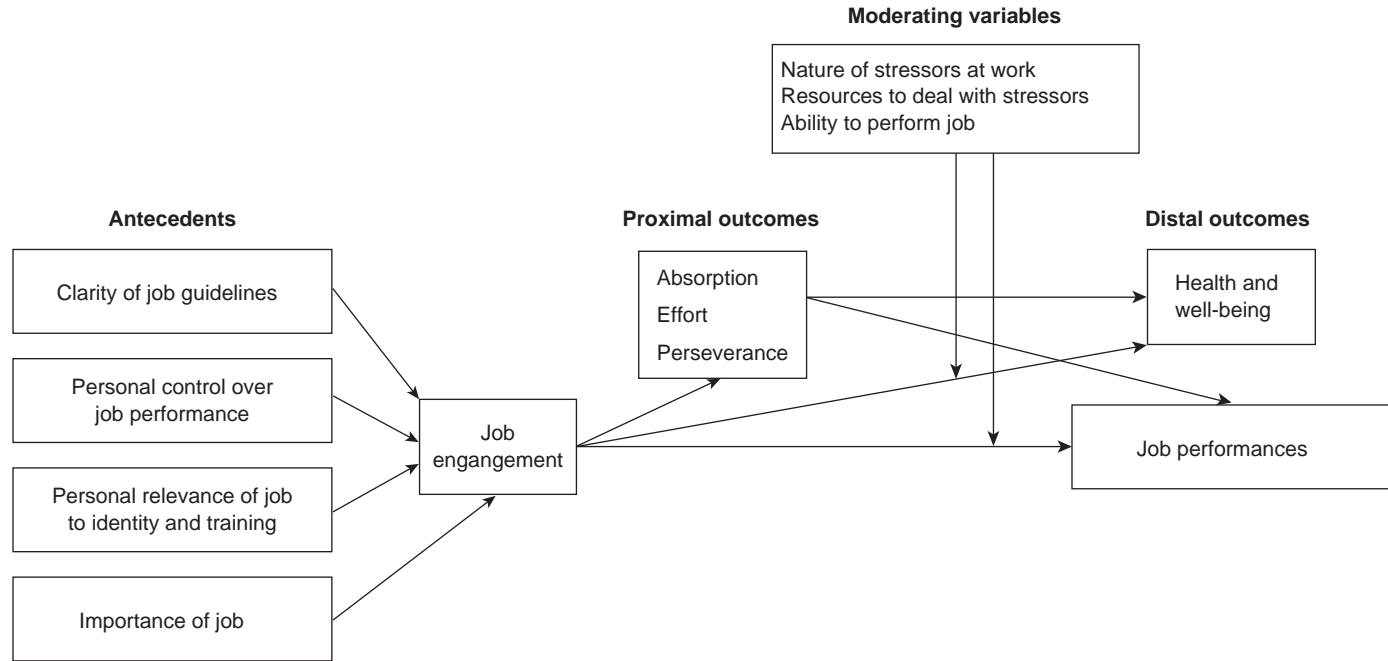 Moderating variables
Nature of stressors at work
Resources to deal with stressors
Ability to perform job
Antecedents
Clarity of job guidelines
Personal control over
job performance
Personal relevance of job
to identity and training
Importance of job
Job
engangement
Proximal outcomes
Absorption
Effort
Perseverance
Distal outcomes
Health and
well-being
Job performances